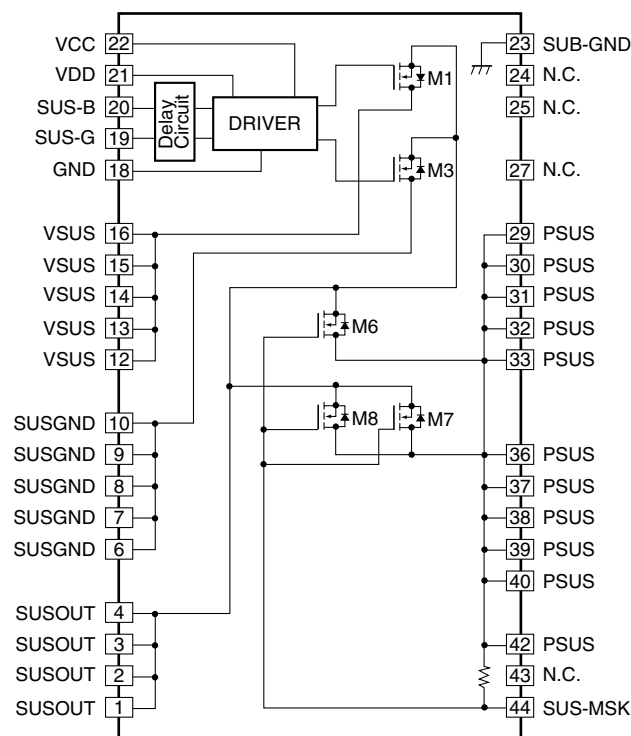 VCC 22
VDD 21
SUS-B 20
SUS-G 19
GND 18
Delay Circuit
DRIVER
M1
M3
VSUS 16
VSUS 15
VSUS 14
VSUS 13
VSUS 12
SUSGND 10
SUSGND 9
SUSGND 8
SUSGND 7
SUSGND 6
SUSOUT 4
SUSOUT 3
SUSOUT 2
SUSOUT 1
M6
M8
M7
23 SUB-GND
24 N.C.
25 N.C.
27 N.C.
29 PSUS
30 PSUS
31 PSUS
32 PSUS
33 PSUS
36 PSUS
37 PSUS
38 PSUS
39 PSUS
40 PSUS
42 PSUS
43 N.C.
44 SUS-MSK